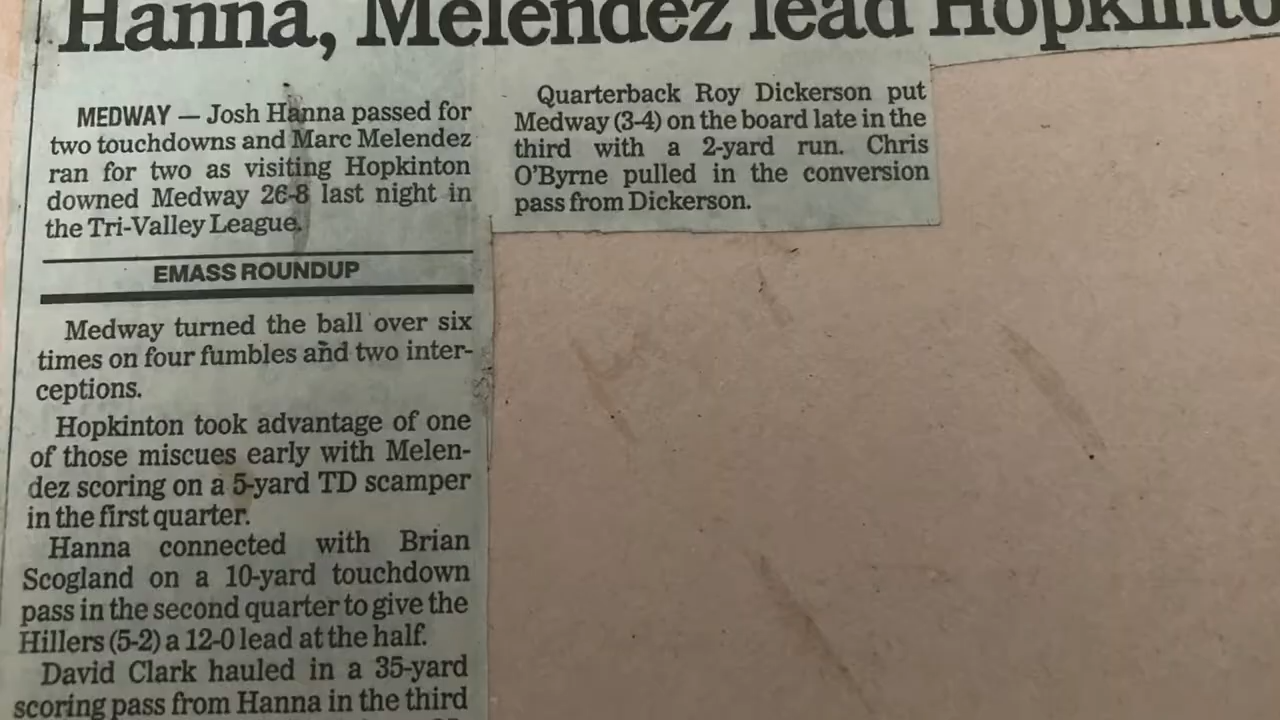 Hanna, Melendez lead Hopkinto
MEDWAY — Josh Hanna passed for
two touchdowns and Marc Melendez
ran for two as visiting Hopkinton
downed Medway 26-8 last night in
the Tri-Valley League.
EMASS ROUNDUP
Medway turned the ball over six
times on four fumbles and two inter-
ceptions.
Hopkinton took advantage of one
of those miscues early with Melen-
dez scoring on a 5-yard TD scamper
in the first quarter.
Hanna connected with Brian
Scogland on a 10-yard touchdown
pass in the second quarter to give the
Hillers (5-2) a 12-0 lead at the half.
David Clark hauled in a 35-yard
scoring pass from Hanna in the third
Quarterback Roy Dickerson put
Medway (3-4) on the board late in the
third with a 2-yard run. Chris
O'Byrne pulled in the conversion
pass from Dickerson.